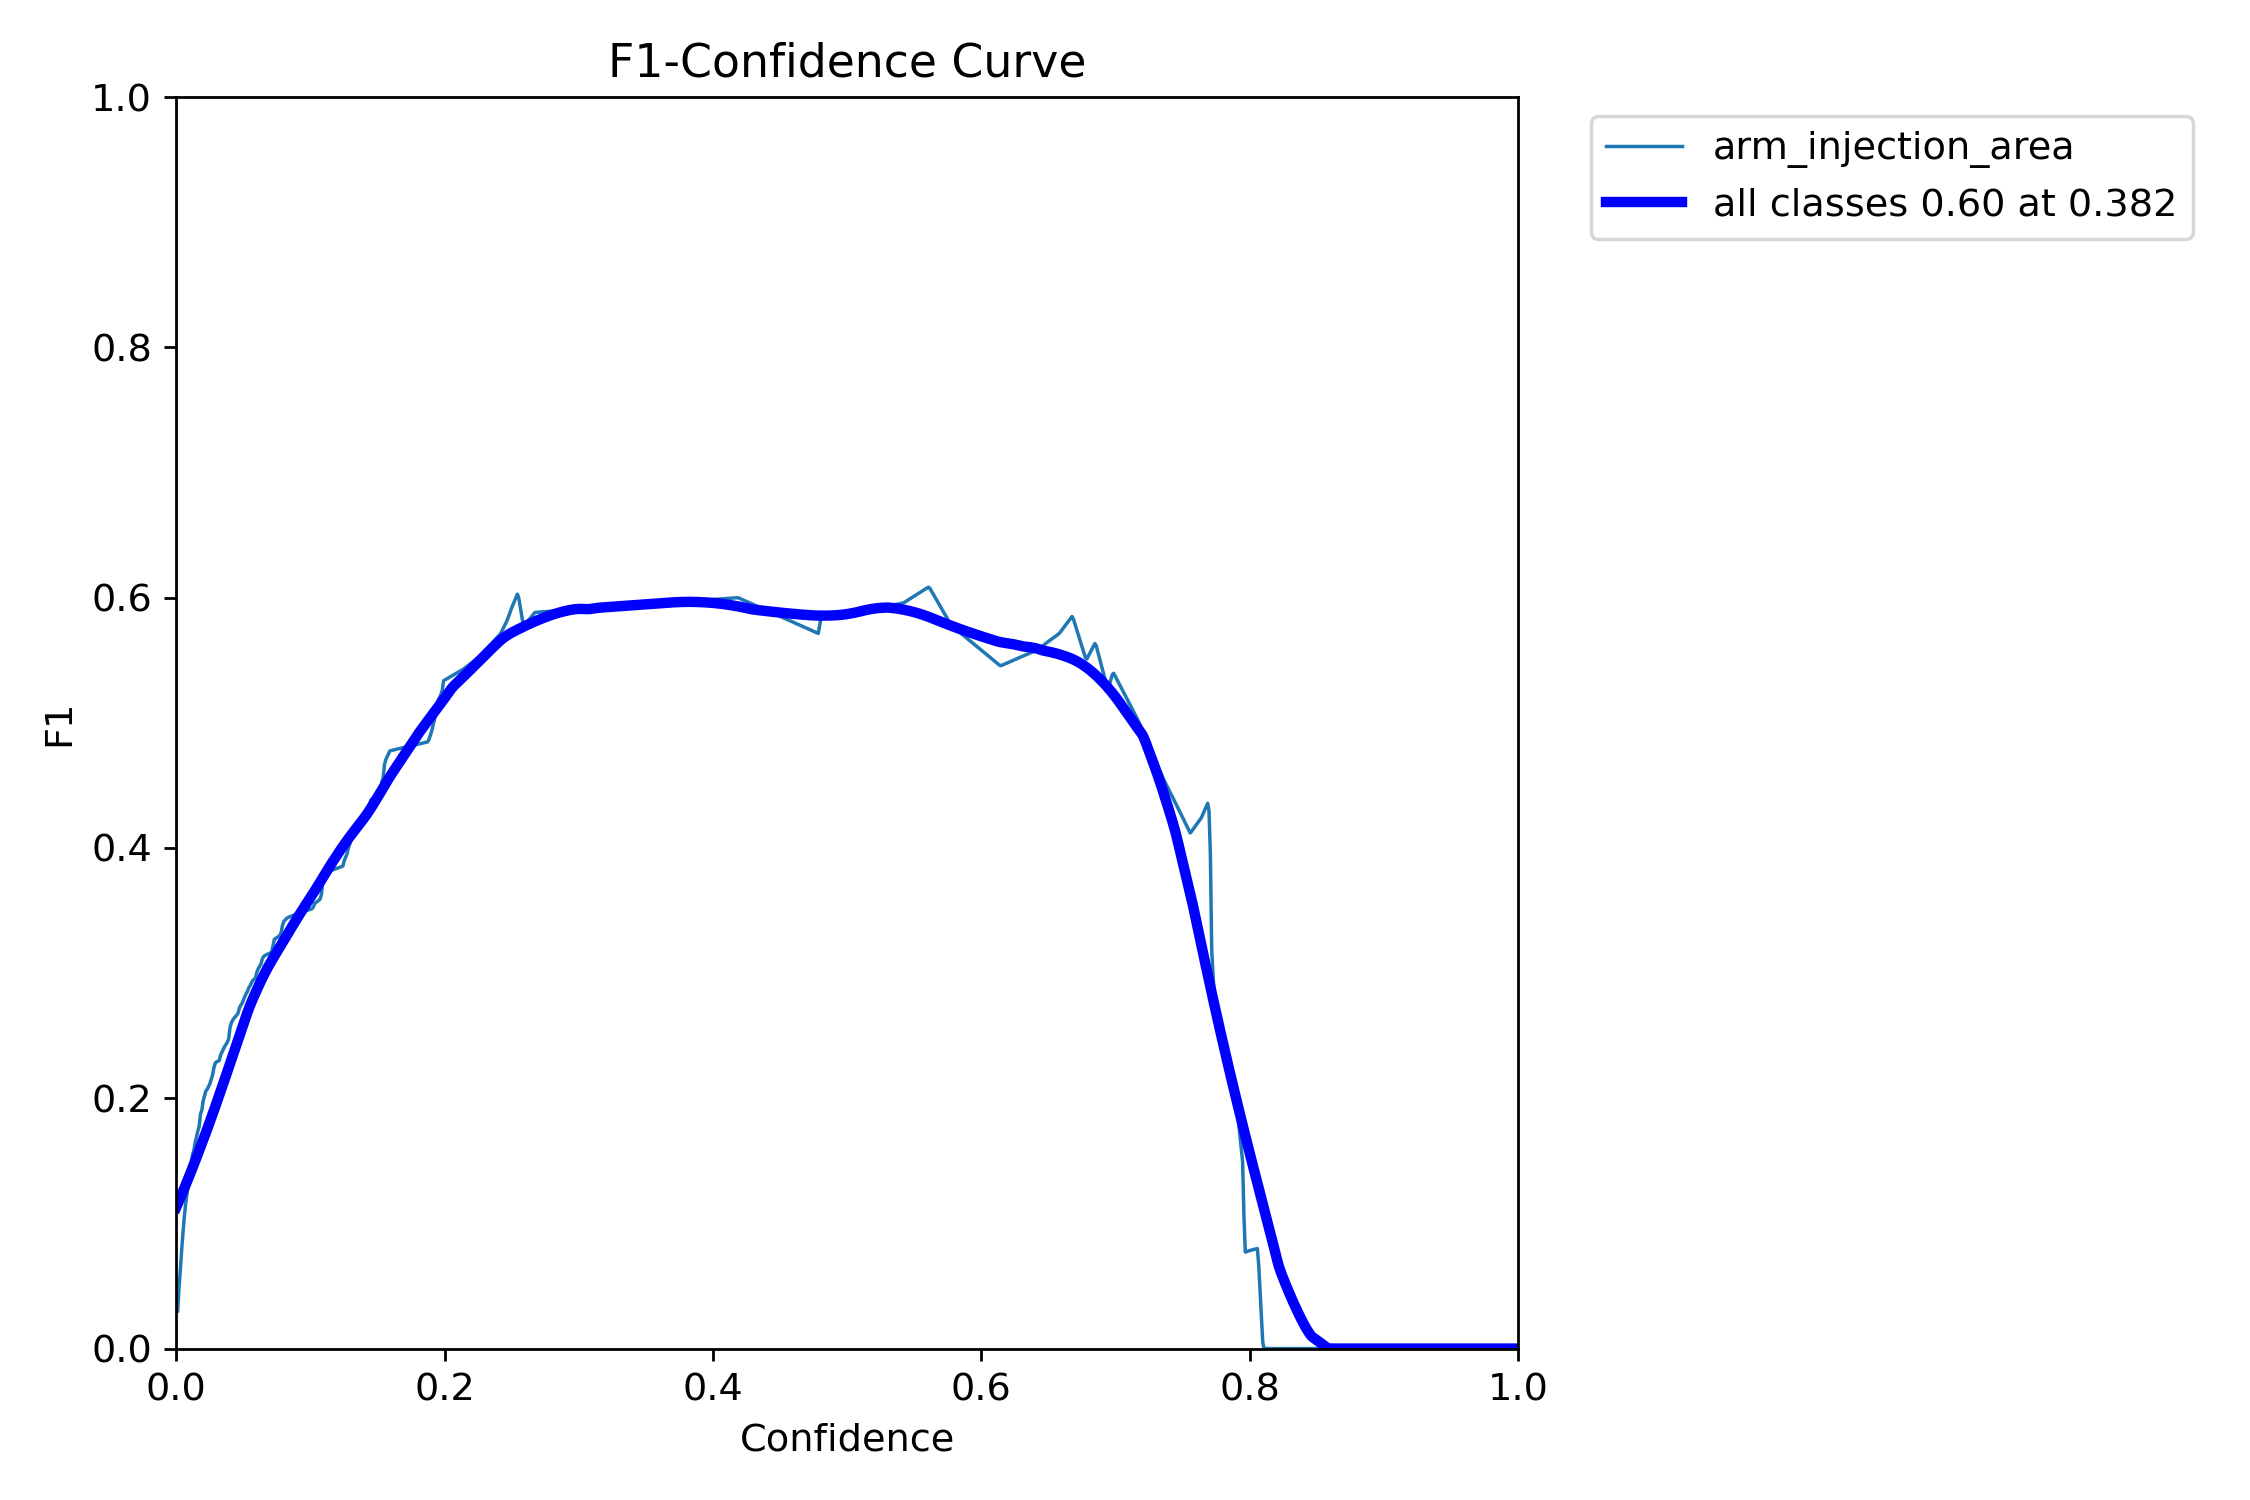 F1-Confidence Curve
arm_injection_area
all classes 0.60 at 0.382
1.0
0.8
0.6
0.4
0.2
0.0
F1
0.0 0.2 0.4 0.6 0.8 1.0
Confidence